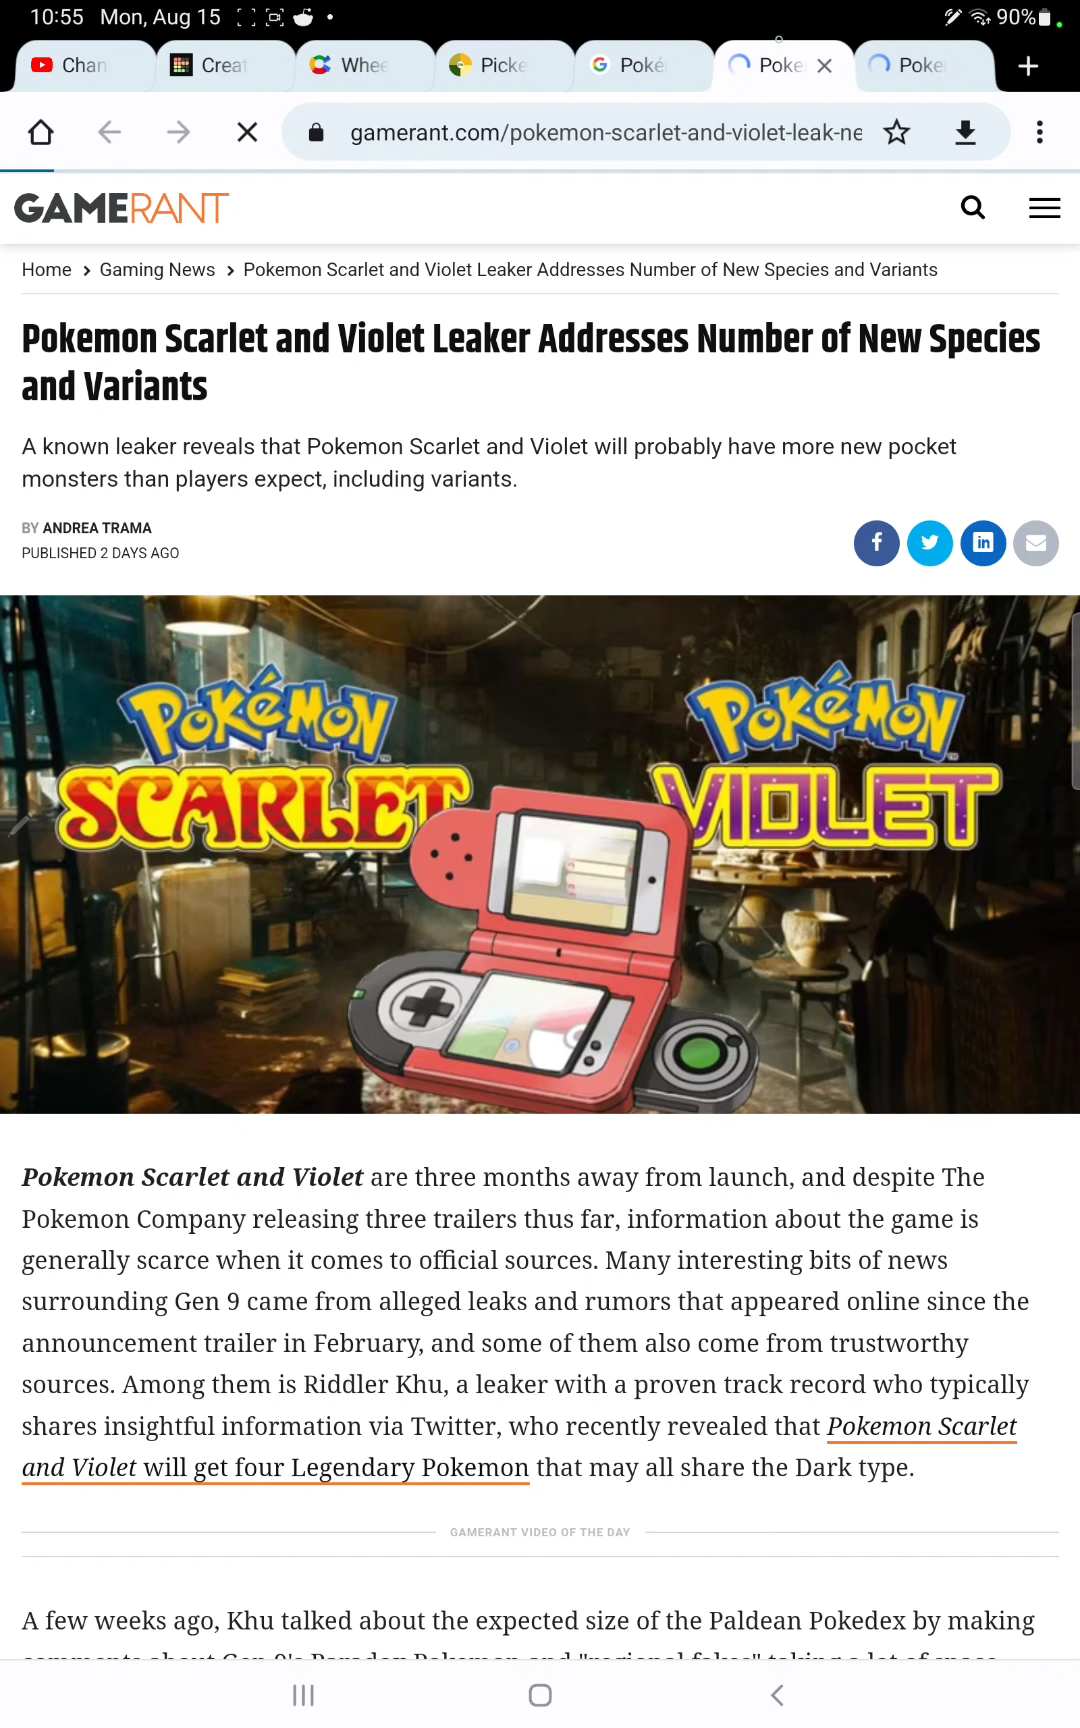 10:55 Mon, Aug 15
90%
Chan
Creat
Whee
Picke
Poké
Poke
Poke
gamerant.com/pokemon-scarlet-and-violet-leak-ne
GAMERANT
Home > Gaming News > Pokemon Scarlet and Violet Leaker Addresses Number of New Species and Variants
Pokemon Scarlet and Violet Leaker Addresses Number of New Species
and Variants
A known leaker reveals that Pokemon Scarlet and Violet will probably have more new pocket
monsters than players expect, including variants.
BY ANDREA TRAMA
PUBLISHED 2 DAYS AGO
POKÉMON
SCARLET
POKÉMON
VIOLET
Pokemon Scarlet and Violet are three months away from launch, and despite The
Pokemon Company releasing three trailers thus far, information about the game is
generally scarce when it comes to official sources. Many interesting bits of news
surrounding Gen 9 came from alleged leaks and rumors that appeared online since the
announcement trailer in February, and some of them also come from trustworthy
sources. Among them is Riddler Khu, a leaker with a proven track record who typically
shares insightful information via Twitter, who recently revealed that Pokemon Scarlet
and Violet will get four Legendary Pokemon that may all share the Dark type.
GAMERANT VIDEO OF THE DAY
A few weeks ago, Khu talked about the expected size of the Paldean Pokedex by making